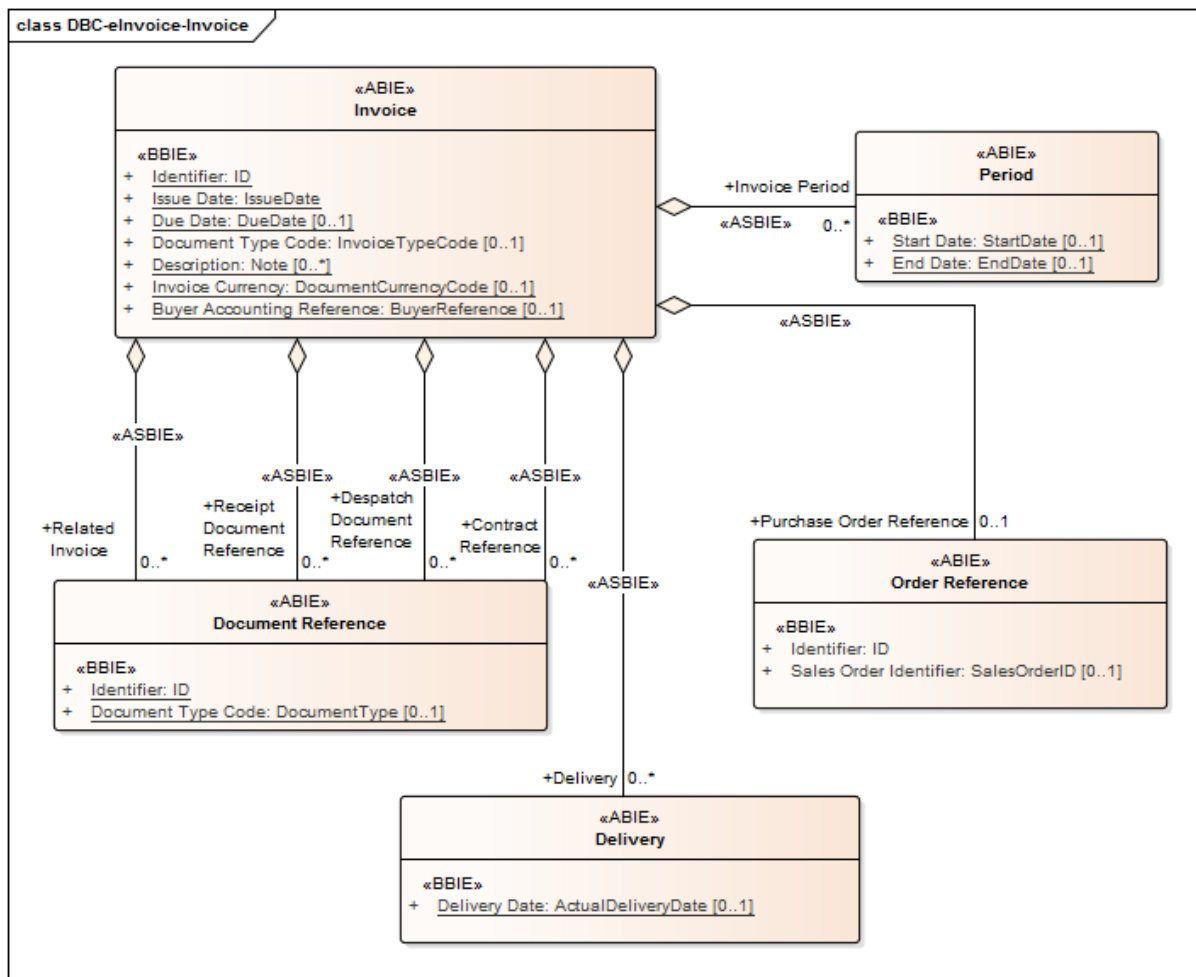 class DBC-eInvoice-Invoice
«ABIE»
Invoice
«BBIE»
+ Identifier: ID
+ Issue Date: IssueDate
+ Due Date: DueDate [0..1]
+ Document Type Code: InvoiceTypeCode [0..1]
+ Description: Note [0..*]
+ Invoice Currency: DocumentCurrencyCode [0..1]
+ Buyer Accounting Reference: BuyerReference [0..1]
+Invoice Period
«ASBIE»
0..*
«ABIE»
Period
«BBIE»
+ Start Date: StartDate [0..1]
+ End Date: EndDate [0..1]
«ASBIE»
+Purchase Order Reference
0..1
«ABIE»
Order Reference
«BBIE»
+ Identifier: ID
+ Sales Order Identifier: SalesOrderID [0..1]
«ASBIE»
+Related
Invoice
0..*
«ASBIE»
+Receipt
Document
Reference
0..*
«ASBIE»
+Despatch
Document
Reference
0..*
«ASBIE»
+Contract
Reference
0..*
«ABIE»
Document Reference
«BBIE»
+ Identifier: ID
+ Document Type Code: DocumentType [0..1]
«ASBIE»
+Delivery
0..*
«ABIE»
Delivery
«BBIE»
+ Delivery Date: ActualDeliveryDate [0..1]